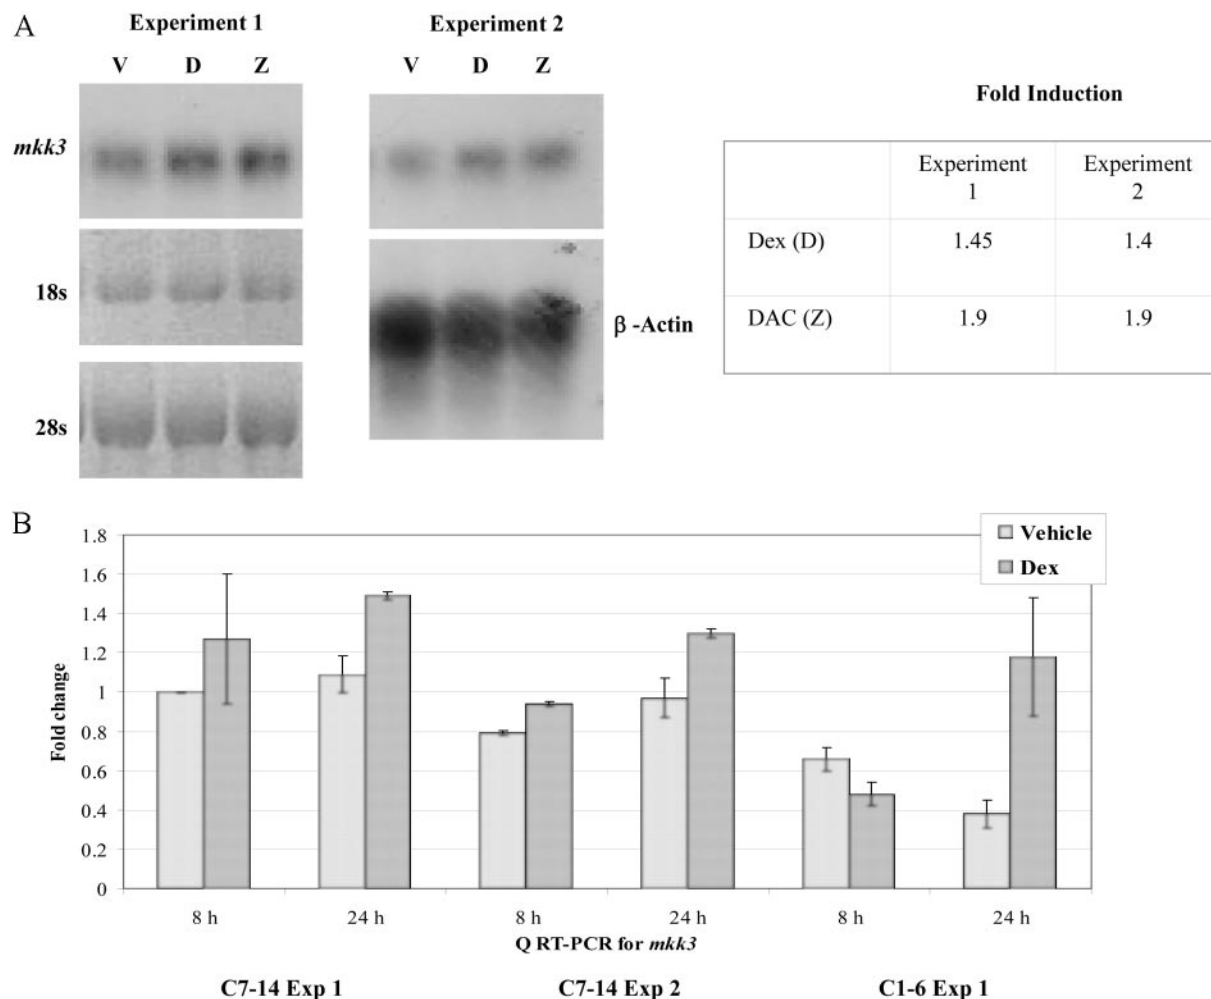 A
Experiment 1
V D Z
mkk3
18s
28s
Experiment 2
V D Z
β -Actin
Fold Induction
Experiment 1 Experiment 2
Dex (D) 1.45 1.4
DAC (Z) 1.9 1.9
B
Fold change
1.8
1.6
1.4
1.2
1
0.8
0.6
0.4
0.2
0
Vehicle
Dex
8 h 24 h 8 h 24 h 8 h 24 h
Q RT-PCR for mkk3
C7-14 Exp 1 C7-14 Exp 2 C1-6 Exp 1